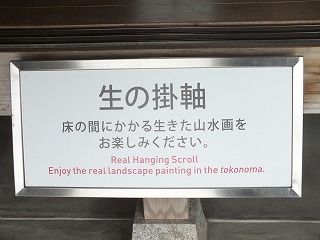 生の掛軸
床の間にかかる生きた山水画を
お楽しみください。
Real Hanging Scroll
Enjoy the real landscape painting in the tokonoma.